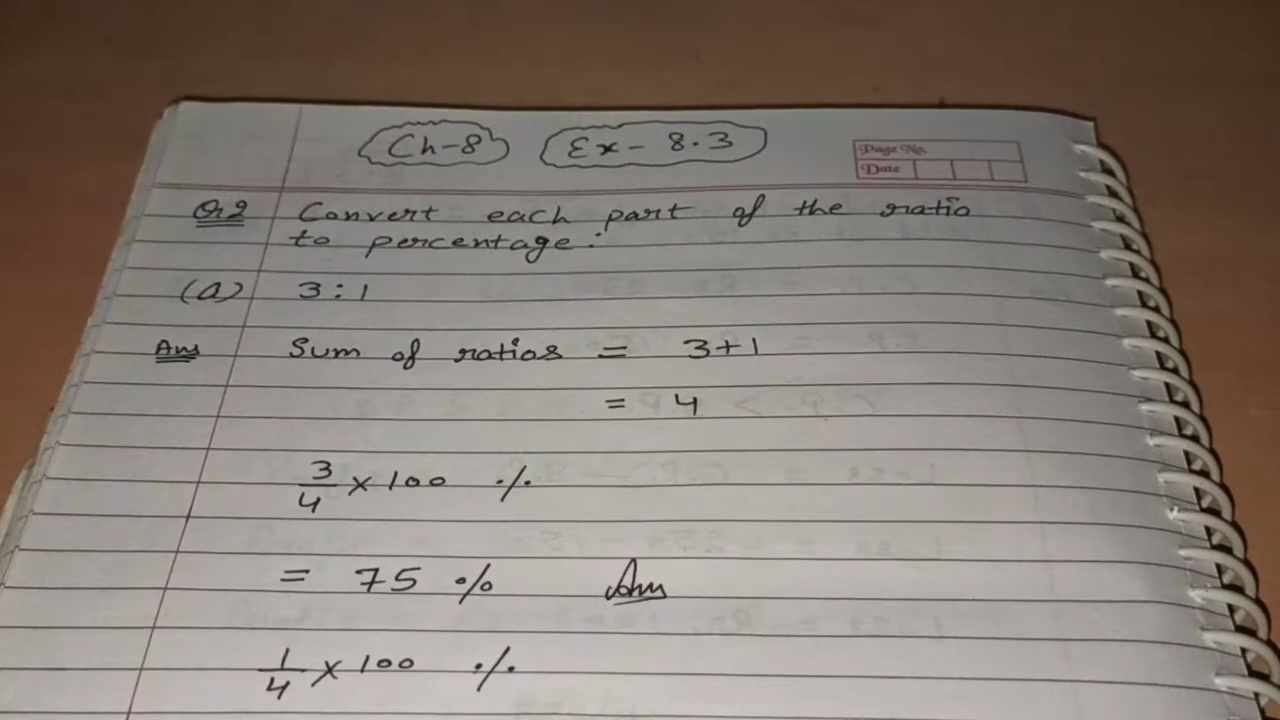 Ch-8 Ex - 8.3
Page No.
Date
Q.2 Convert each part of the ratio
to percentage:
(a) 3 : 1
Ans Sum of ratios = 3+1
= 4
3/4 × 100 %
= 75 % Ans
1/4 × 100 %